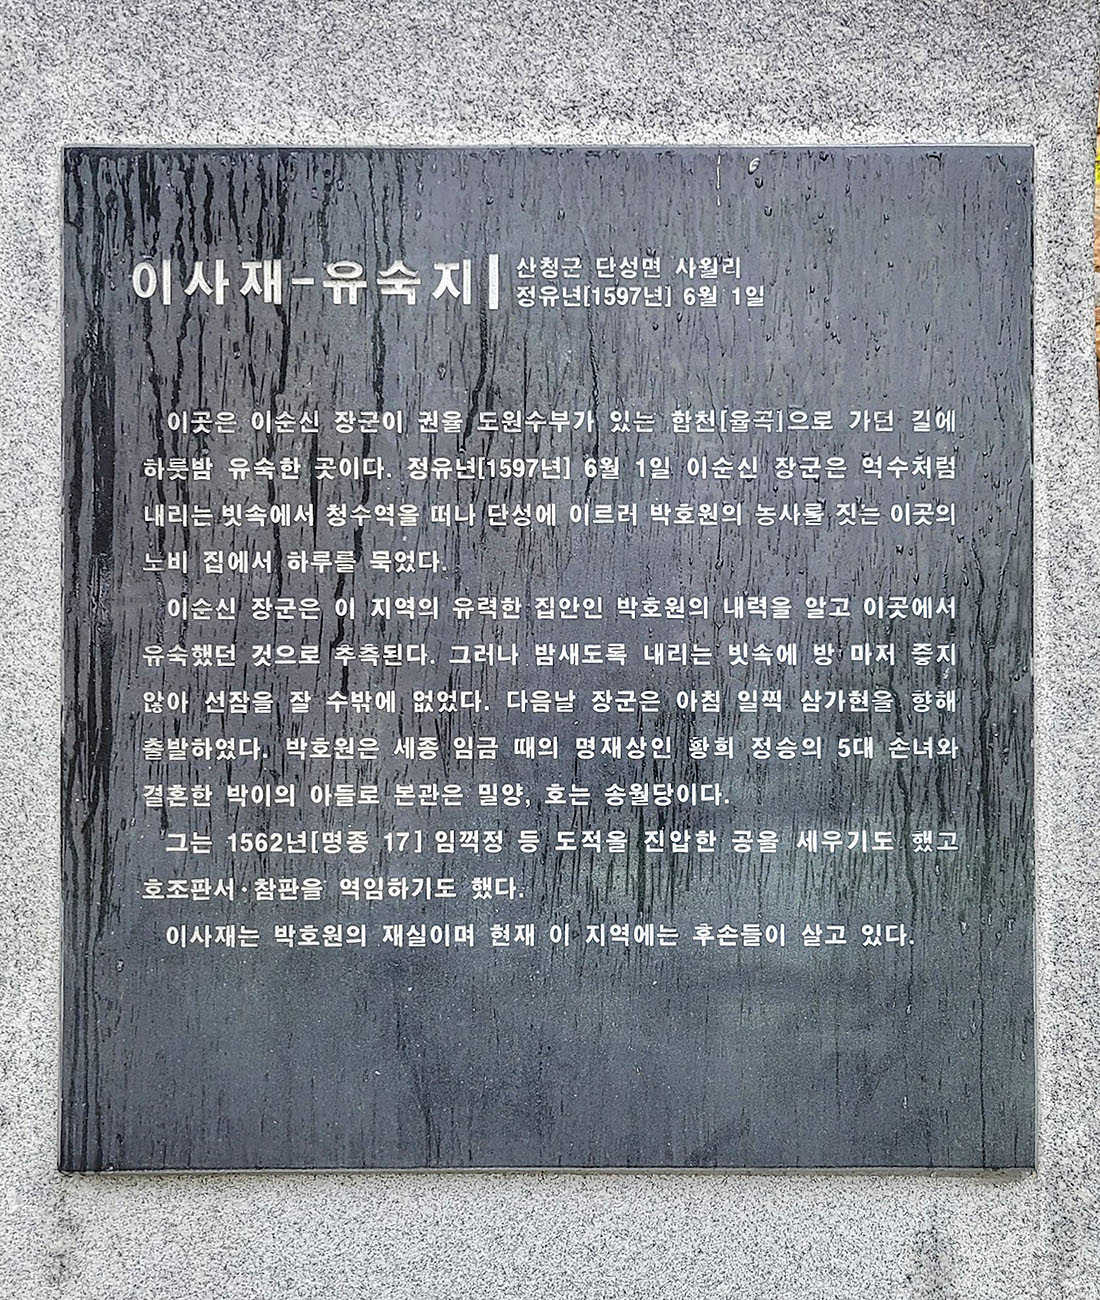 이사재-유숙지
산청군 단성면 사월리
정유년[1597년] 6월 1일
이곳은 이순신 장군이 권율 도원수부가 있는 합천[율곡]으로 가던 길에
하룻밤 유숙한 곳이다. 정유년[1597년] 6월 1일 이순신 장군은 억수처럼
내리는 빗속에서 청수역을 떠나 단성에 이르러 박호원의 농사를 짓는 이곳의
노비 집에서 하루를 묵었다.
이순신 장군은 이 지역의 유력한 집안인 박호원의 내력을 알고 이곳에서
유숙했던 것으로 추측된다. 그러나 밤새도록 내리는 빗속에 방 마저 좋지
않아 선잠을 잘 수밖에 없었다. 다음날 장군은 아침 일찍 삼가현을 향해
출발하였다. 박호원은 세종 임금 때의 명재상인 황희 정승의 5대 손녀와
결혼한 박이의 아들로 본관은 밀양, 호는 송월당이다.
그는 1562년[명종 17] 임꺽정 등 도적을 진압한 공을 세우기도 했고
호조판서·참판을 역임하기도 했다.
이사재는 박호원의 재실이며 현재 이 지역에는 후손들이 살고 있다.